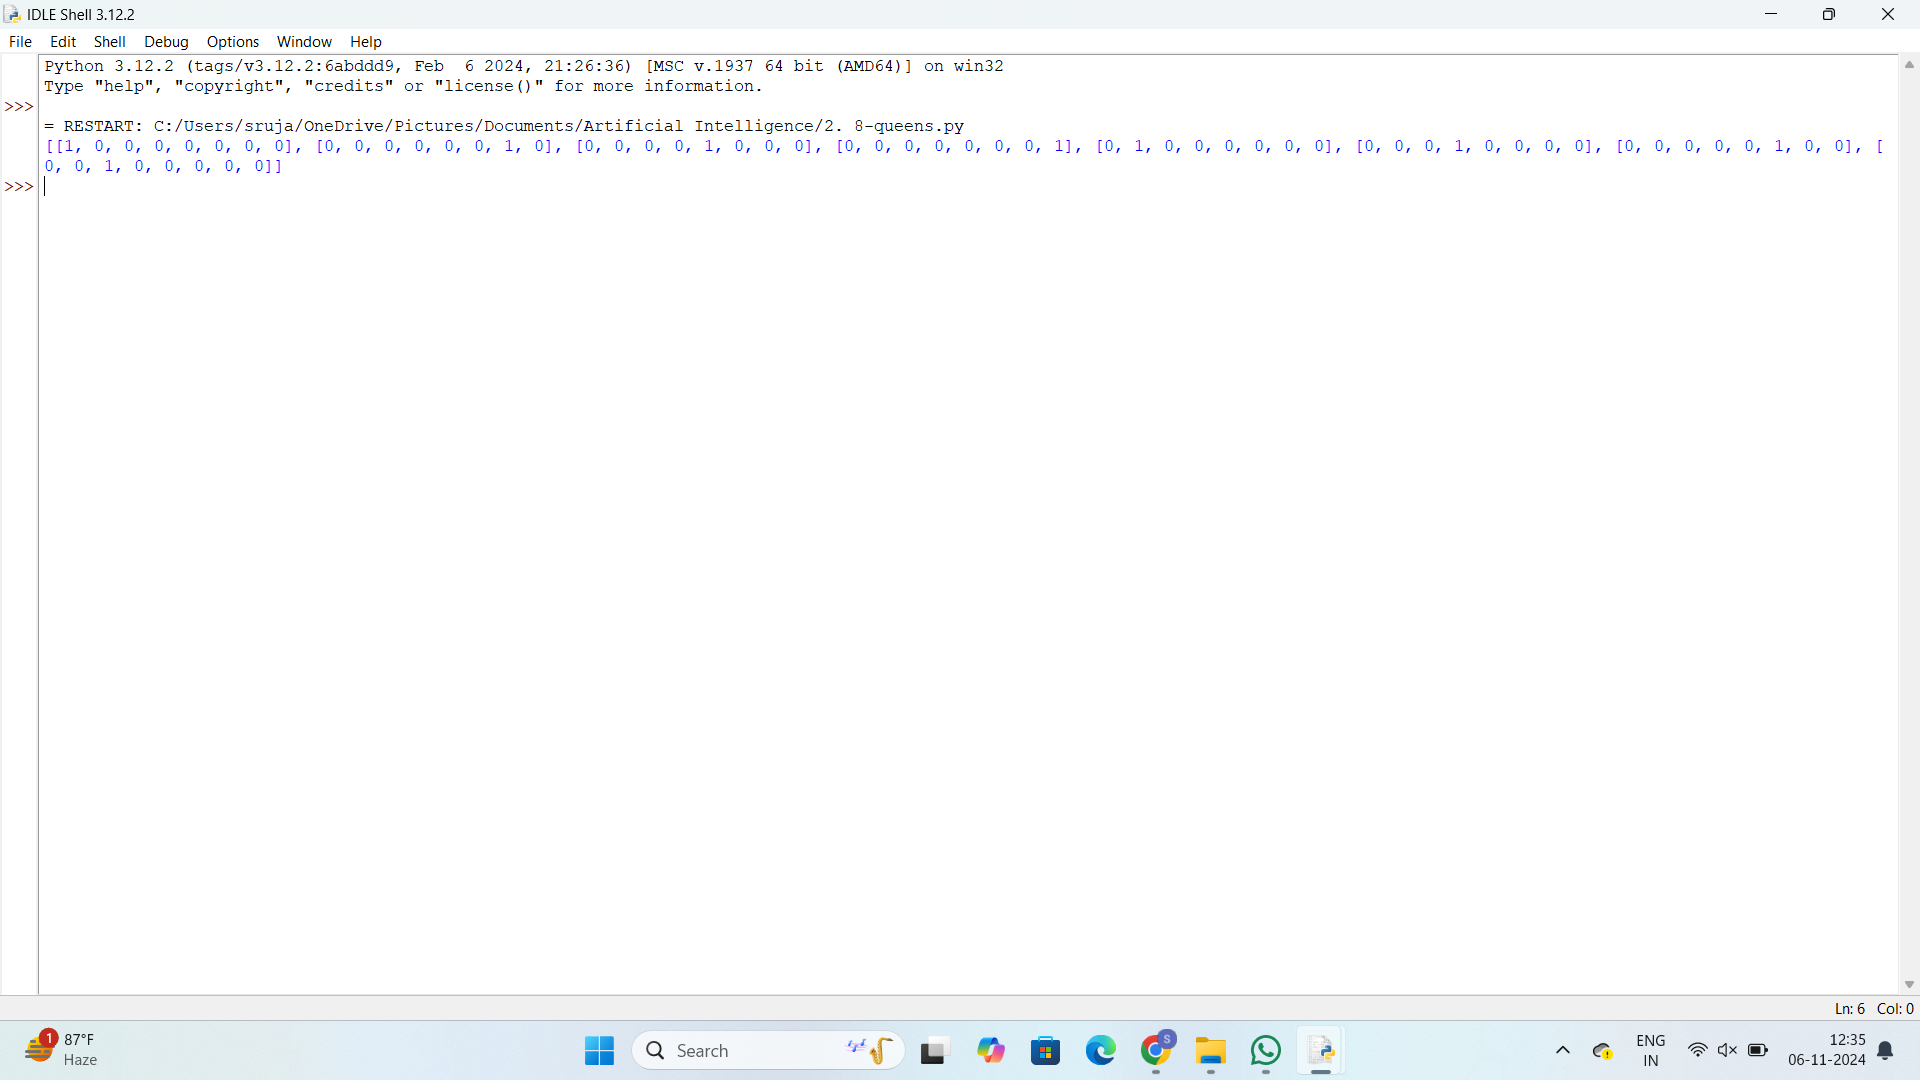 IDLE Shell 3.12.2
File Edit Shell Debug Options Window Help
Python 3.12.2 (tags/v3.12.2:6abddd9, Feb  6 2024, 21:26:36) [MSC v.1937 64 bit (AMD64)] on win32
Type "help", "copyright", "credits" or "license()" for more information.
>>>
= RESTART: C:/Users/sruja/OneDrive/Pictures/Documents/Artificial Intelligence/2. 8-queens.py
[[1, 0, 0, 0, 0, 0, 0, 0], [0, 0, 0, 0, 0, 0, 1, 0], [0, 0, 0, 0, 1, 0, 0, 0], [0, 0, 0, 0, 0, 0, 0, 1], [0, 1, 0, 0, 0, 0, 0, 0], [0, 0, 0, 1, 0, 0, 0, 0], [0, 0, 0, 0, 0, 1, 0, 0], [
0, 0, 1, 0, 0, 0, 0, 0]]
>>>
Ln: 6 Col: 0
1
87°F
Haze
Search
S
ENG
IN
12:35
06-11-2024